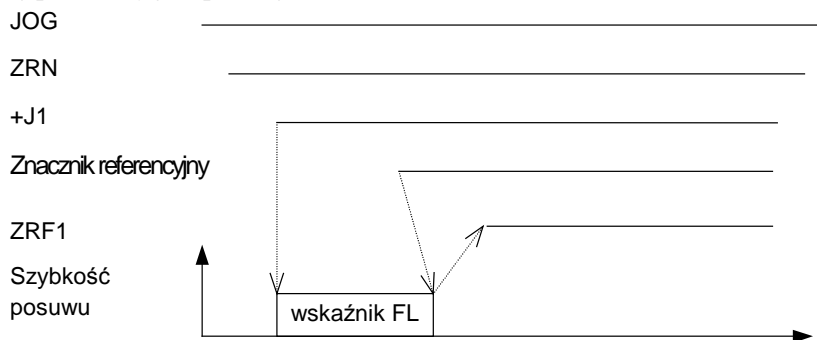 JOG
ZRN
+J1
Znacznik referencyjny
ZRF1
Szybkość
posuwu
wskaźnik FL